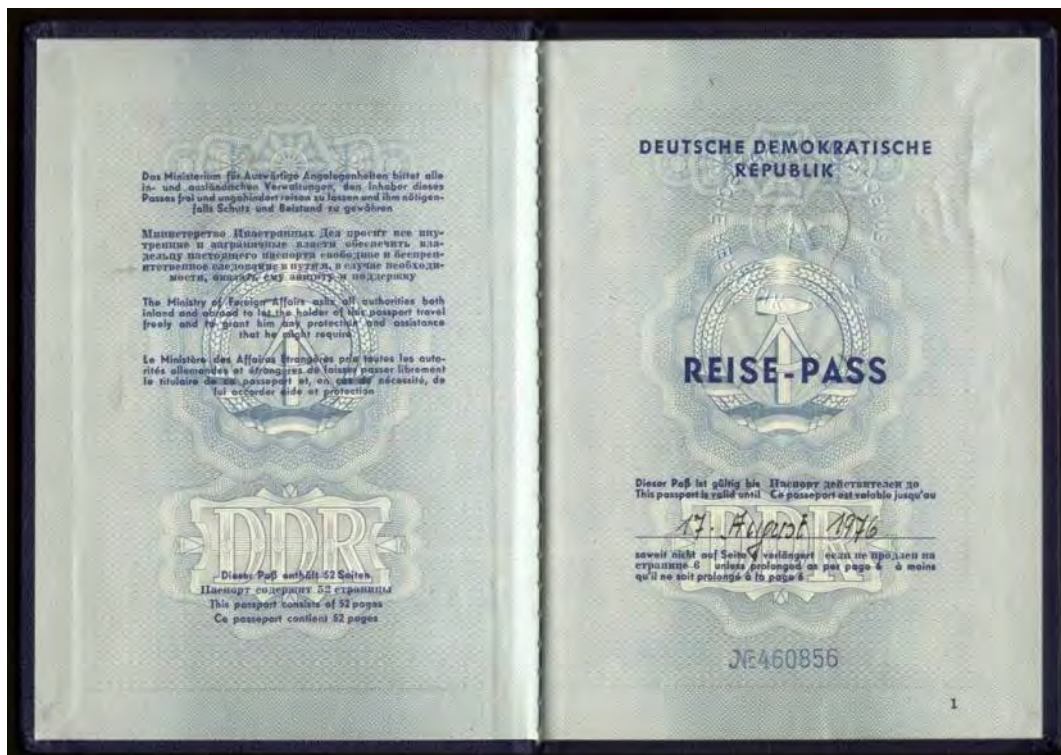 Das Ministerium für Auswärtige Angelegenheiten bittet alle
in- und ausländischen Verwaltungen, den Inhaber dieses
Passes frei und ungehindert reisen zu lassen und ihm nötigen-
falls Schutz und Beistand zu gewähren
Министерство Иностранных Дел просит все вну-
тренние и заграничные власти обеспечить вла-
дельцу настоящего паспорта свободное и беспреп-
ятственное следование в пути и, в случае необходи-
мости, оказать ему защиту и поддержку
The Ministry of Foreign Affairs asks all authorities both
inland and abroad to let the holder of this passport travel
freely and to grant him any protection and assistance
that he might require
Le Ministère des Affaires Étrangères prie toutes les auto-
rités allemandes et étrangères de laisser passer librement
le titulaire de ce passeport et, en cas de nécessité, de
lui accorder aide et protection
DDR
Dieser Paß enthält 52 Seiten
Паспорт содержит 52 страницы
This passport consists of 52 pages
Ce passeport contient 52 pages
DEUTSCHE DEMOKRATISCHE
REPUBLIK
REISE-PASS
Dieser Paß ist gültig bis Паспорт действителен до
This passport is valid until Ce passeport est valable jusqu'au
17. August 1976
soweit nicht auf Seite verlängert если не продлен на
странице 6 unless prolonged as per page 6 à moins
qu'il ne soit prolongé à la page 6
DDR
№460856
1